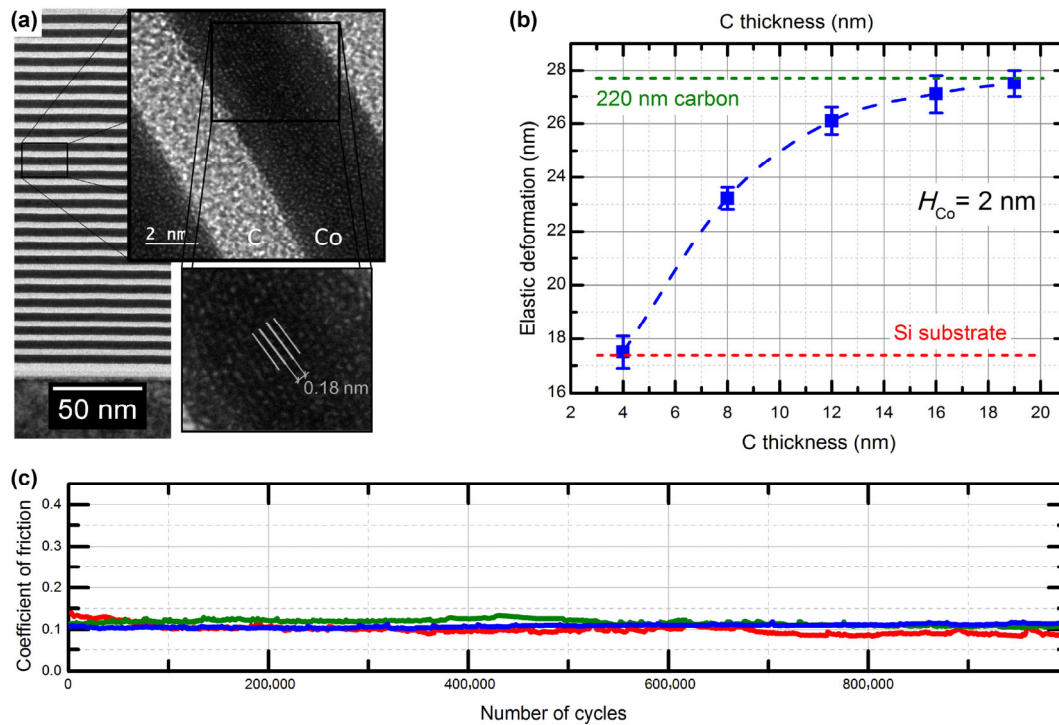 (a)
2 nm
C
Co
0.18 nm
50 nm
(b)
C thickness (nm)
Elastic deformation (nm)
28
26
24
22
20
18
16
220 nm carbon
H_Co = 2 nm
Si substrate
2 4 6 8 10 12 14 16 18 20
C thickness (nm)
(c)
Coefficient of friction
0.4
0.3
0.2
0.1
0.0
0 200,000 400,000 600,000 800,000
Number of cycles